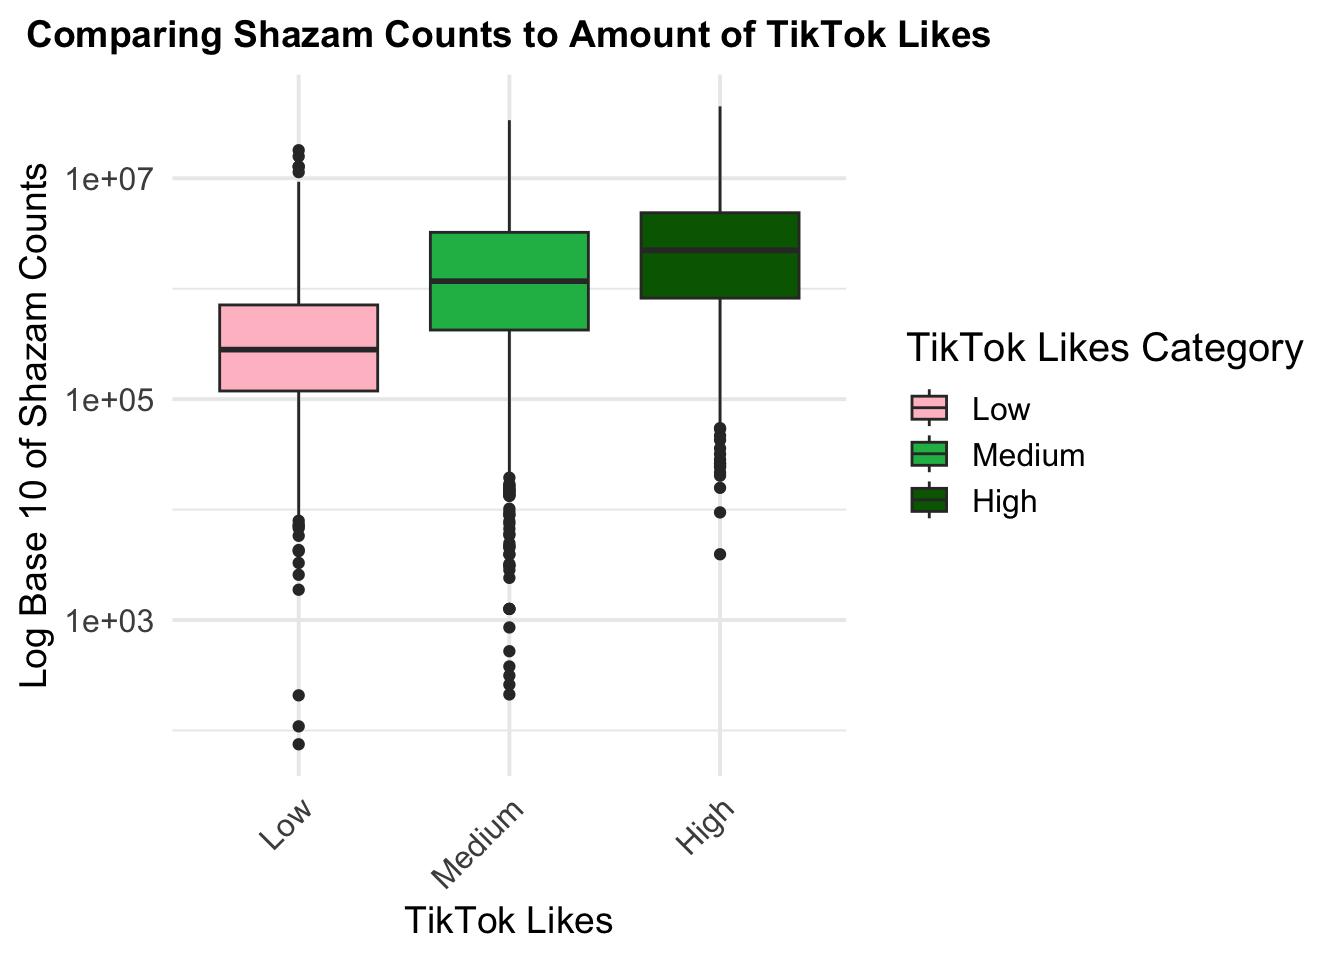 Comparing Shazam Counts to Amount of TikTok Likes
Log Base 10 of Shazam Counts
1e+07
1e+05
1e+03
Low
Medium
High
TikTok Likes
TikTok Likes Category
Low
Medium
High